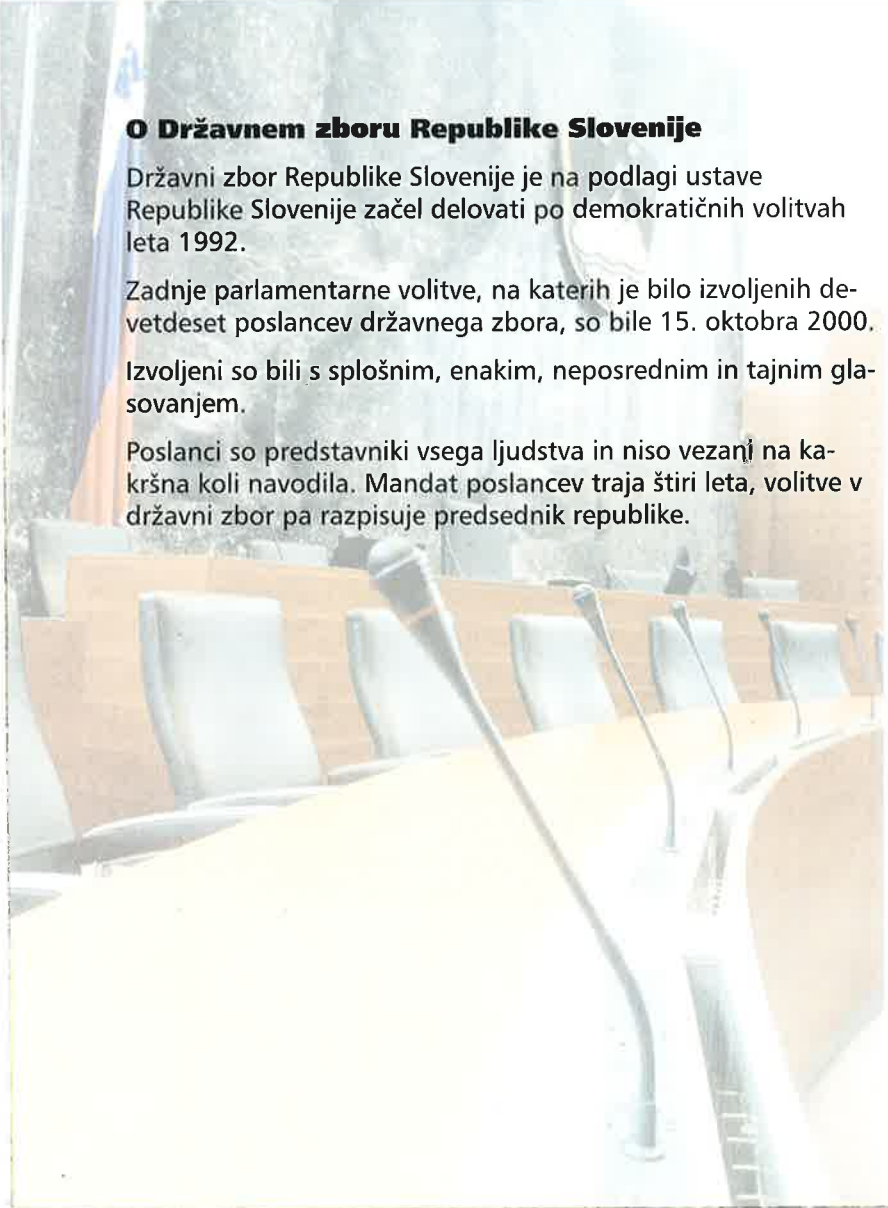 O Državnem zboru Republike Slovenije
Državni zbor Republike Slovenije je na podlagi ustave
Republike Slovenije začel delovati po demokratičnih volitvah
leta 1992.
Zadnje parlamentarne volitve, na katerih je bilo izvoljenih de-
vetdeset poslancev državnega zbora, so bile 15. oktobra 2000.
Izvoljeni so bili s splošnim, enakim, neposrednim in tajnim gla-
sovanjem.
Poslanci so predstavniki vsega ljudstva in niso vezani na ka-
kršna koli navodila. Mandat poslancev traja štiri leta, volitve v
državni zbor pa razpisuje predsednik republike.